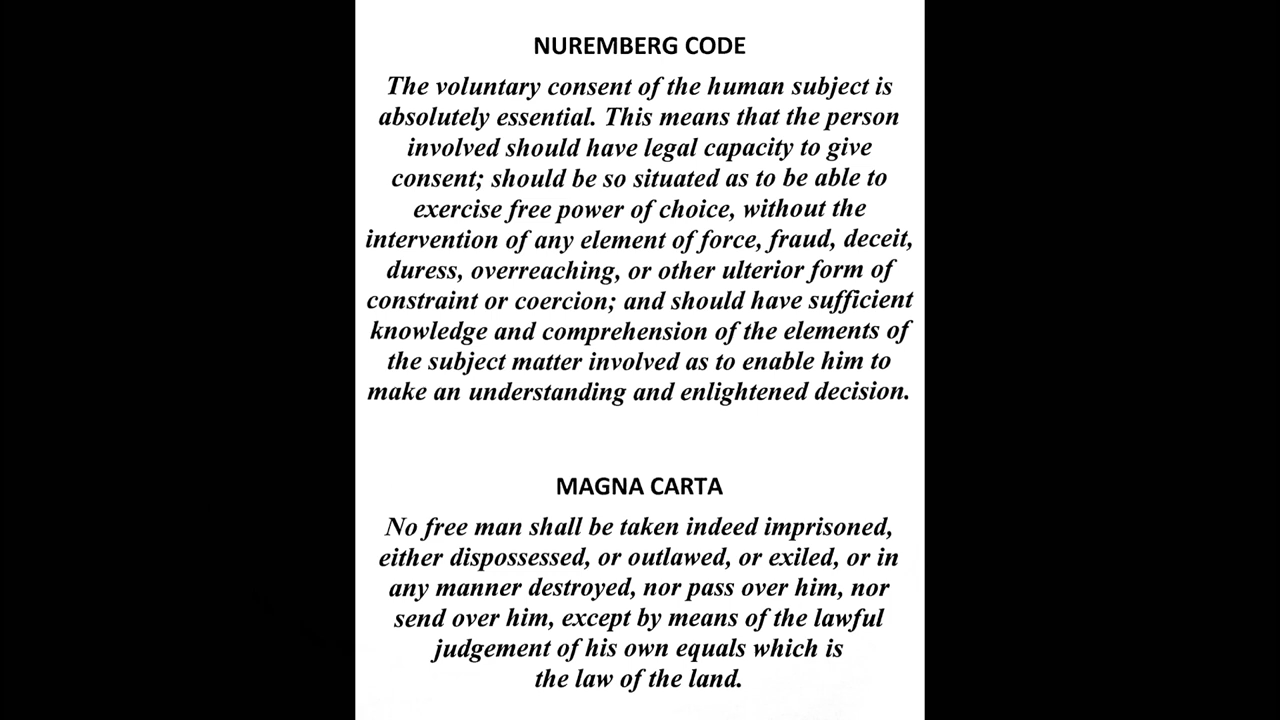 NUREMBERG CODE
The voluntary consent of the human subject is
absolutely essential. This means that the person
involved should have legal capacity to give
consent; should be so situated as to be able to
exercise free power of choice, without the
intervention of any element of force, fraud, deceit,
duress, overreaching, or other ulterior form of
constraint or coercion; and should have sufficient
knowledge and comprehension of the elements of
the subject matter involved as to enable him to
make an understanding and enlightened decision.
MAGNA CARTA
No free man shall be taken indeed imprisoned,
either dispossessed, or outlawed, or exiled, or in
any manner destroyed, nor pass over him, nor
send over him, except by means of the lawful
judgement of his own equals which is
the law of the land.